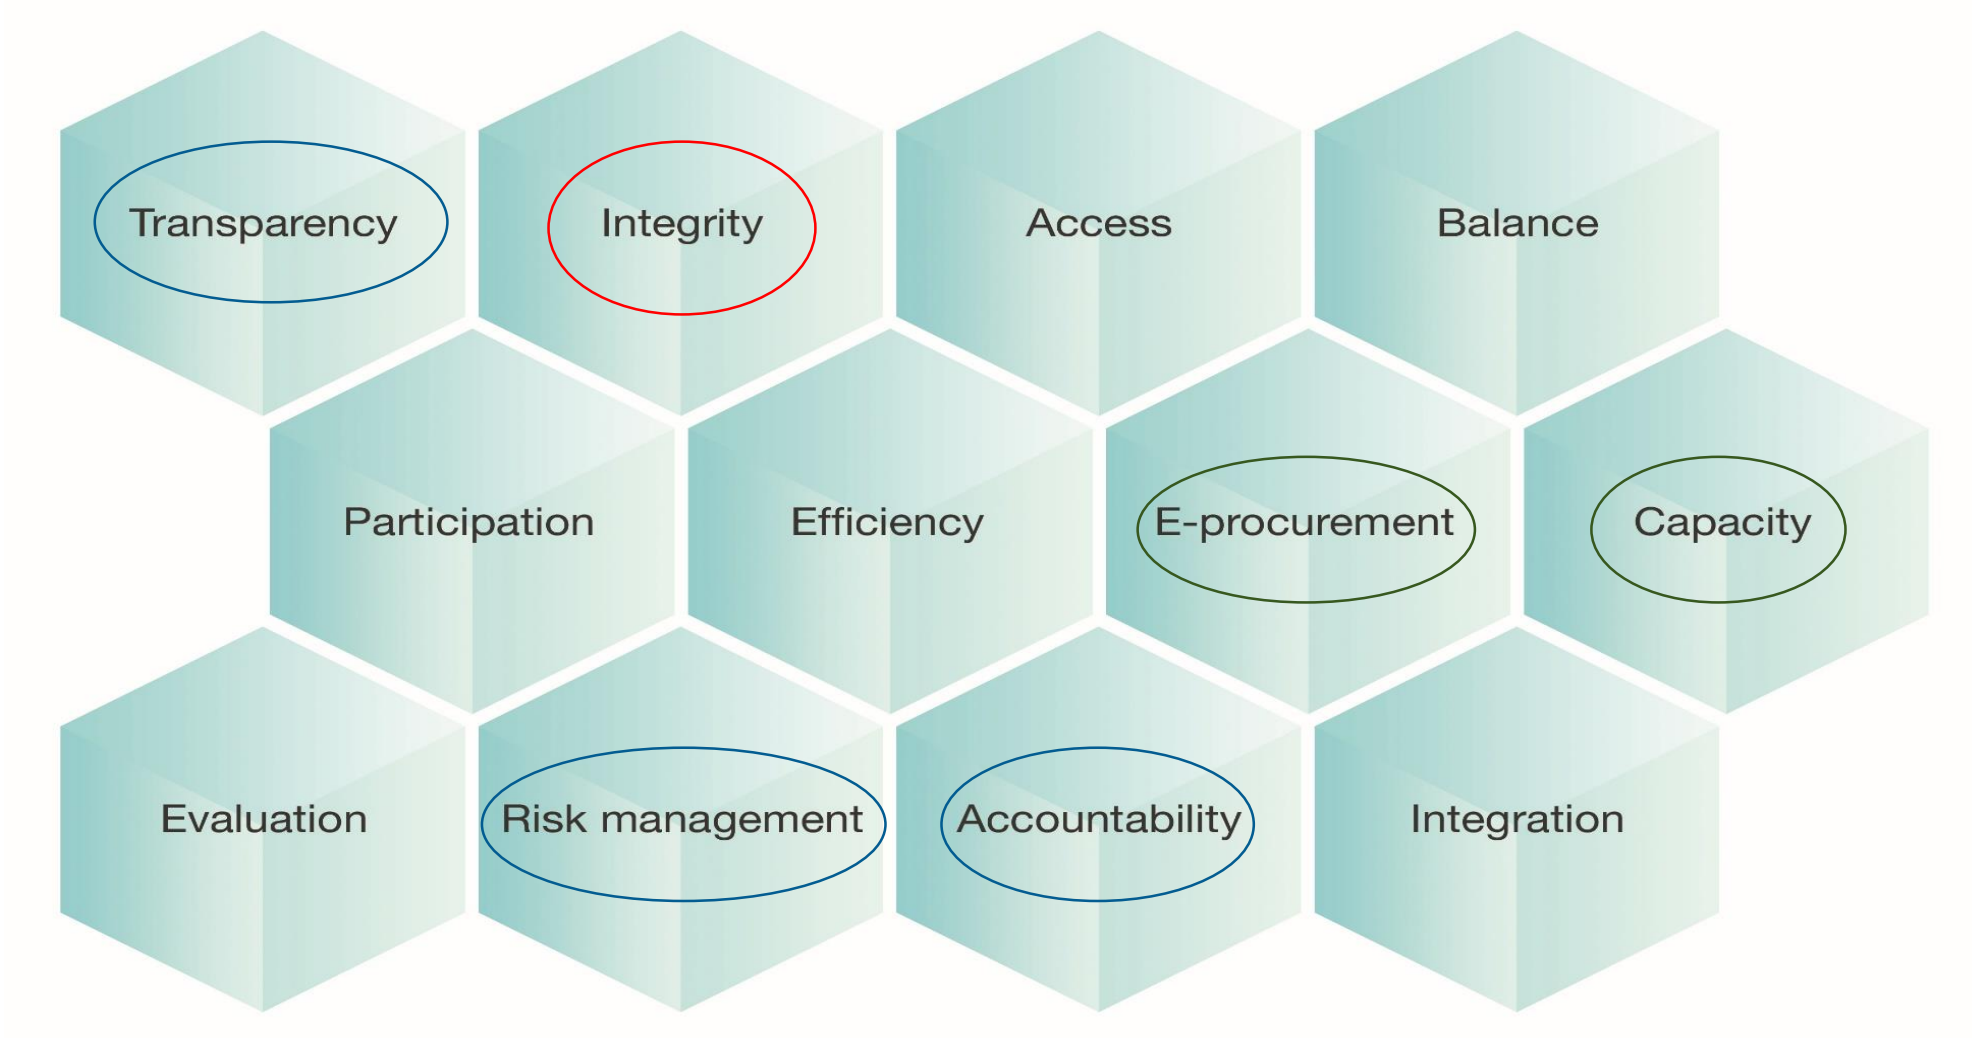 Transparency
Integrity
Access
Balance
Participation
Efficiency
E-procurement
Capacity
Evaluation
Risk management
Accountability
Integration